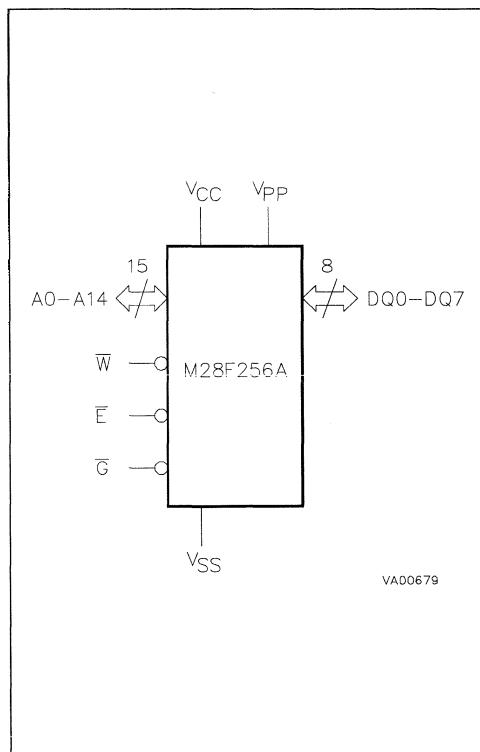 VCC VPP
15 8
A0-A14 DQ0-DQ7
W̅
M28F256A
E̅
G̅
VSS
VA00679